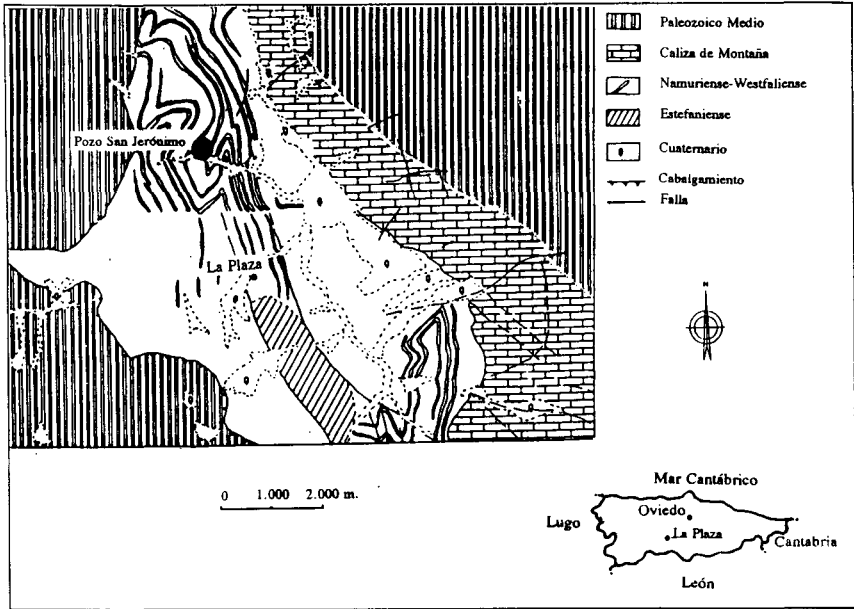 Pozo San Jerónimo
La Plaza
Paleozoico Medio
Caliza de Montaña
Namuriense-Westfaliense
Estefaniense
Cuaternario
Cabalgamiento
Falla
N
0 1.000 2.000 m.
Mar Cantábrico
Oviedo
Lugo
La Plaza
Cantabria
León